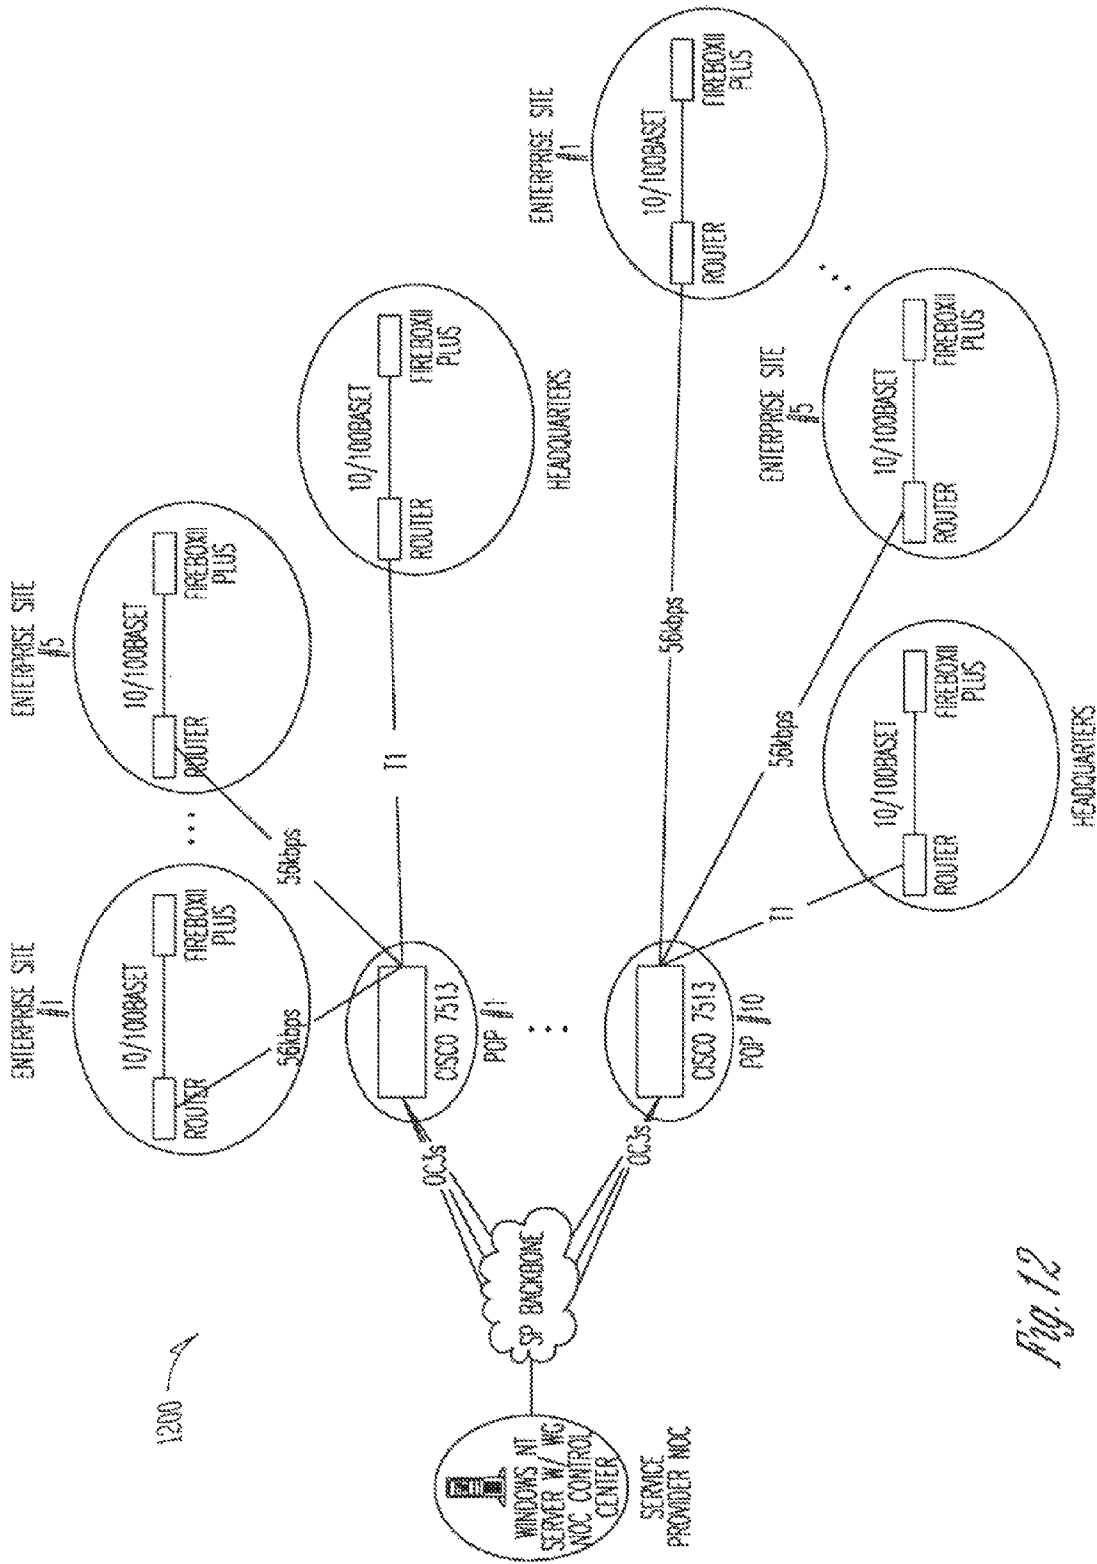 1200
ENTERPRISE SITE
#1
10/100BASET
ROUTER
FIREBOXII
PLUS
56kbps
ENTERPRISE SITE
#5
10/100BASET
ROUTER
FIREBOXII
PLUS
56kbps
10/100BASET
ROUTER
FIREBOXII
PLUS
HEADQUARTERS
T1
CISCO 7513
POP #1
OC3s
SP BACKBONE
WINDOWS NT
SERVER W/ WG
NOC CONTROL
CENTER
SERVICE
PROVIDER NOC
OC3s
CISCO 7513
POP #10
56kbps
ENTERPRISE SITE
#1
10/100BASET
ROUTER
FIREBOXII
PLUS
56kbps
ENTERPRISE SITE
#5
10/100BASET
ROUTER
FIREBOXII
PLUS
T1
10/100BASET
ROUTER
FIREBOXII
PLUS
HEADQUARTERS
Fig. 12